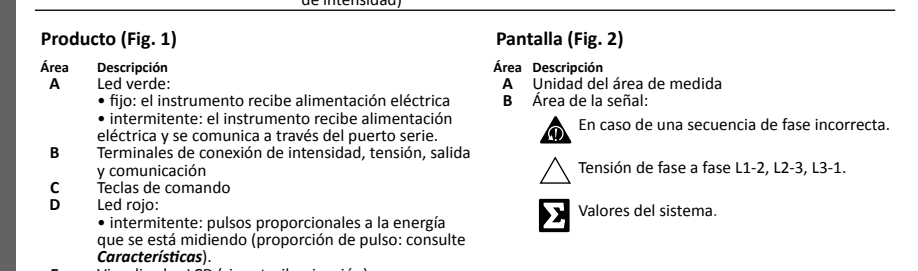 de intensidad)
Producto (Fig. 1)
Área Descripción
A Led verde:
• fijo: el instrumento recibe alimentación eléctrica
• intermitente: el instrumento recibe alimentación
eléctrica y se comunica a través del puerto serie.
B Terminales de conexión de intensidad, tensión, salida
y comunicación
C Teclas de comando
D Led rojo:
• intermitente: pulsos proporcionales a la energía
que se está midiendo (proporción de pulso: consulte
Características).
Pantalla (Fig. 2)
Área Descripción
A Unidad del área de medida
B Área de la señal:
En caso de una secuencia de fase incorrecta.
Tensión de fase a fase L1-2, L2-3, L3-1.
Σ Valores del sistema.